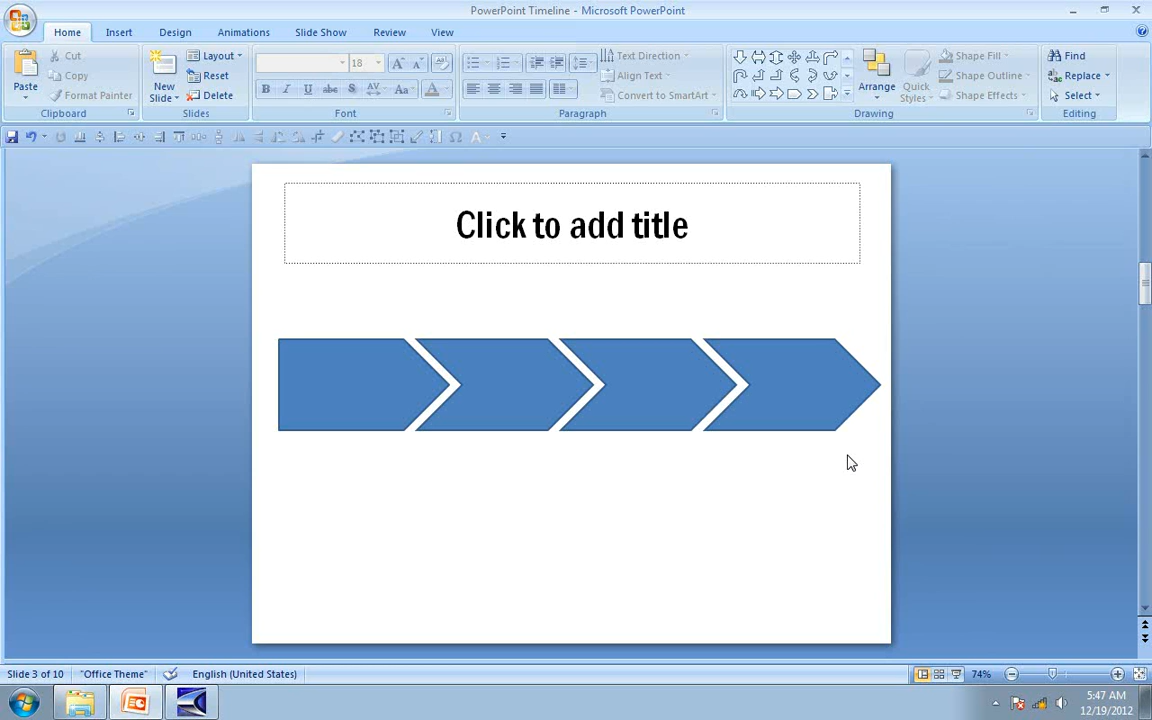 PowerPoint Timeline - Microsoft PowerPoint
Home Insert Design Slide Show Animations Review View
Paste
Cut
Copy
Format Painter
Clipboard
New Slide
Layout
Reset
Delete
Slides
18
B I U abe S AV Aa A
Font
Text Direction
Align Text
Convert to SmartArt
Paragraph
Arrange
Quick Styles
Shape Fill
Shape Outline
Shape Effects
Drawing
Find
Replace
Select
Editing
Click to add title
Slide 3 of 10 "Office Theme" English (United States) 74%
5:47 AM
12/19/2012